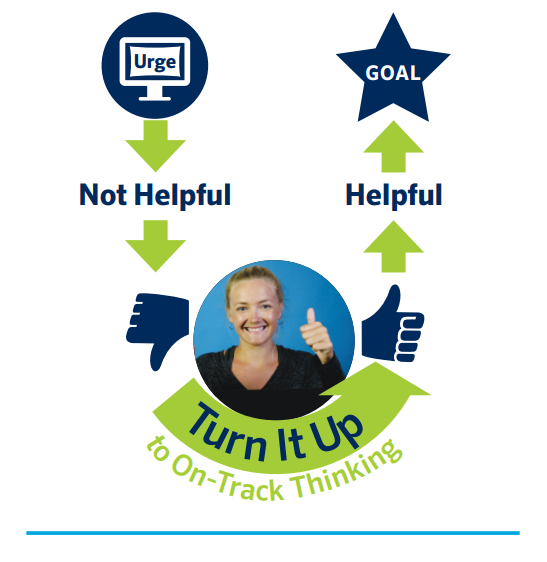 Urge
GOAL
Not Helpful
Helpful
Turn It Up
to On-Track Thinking